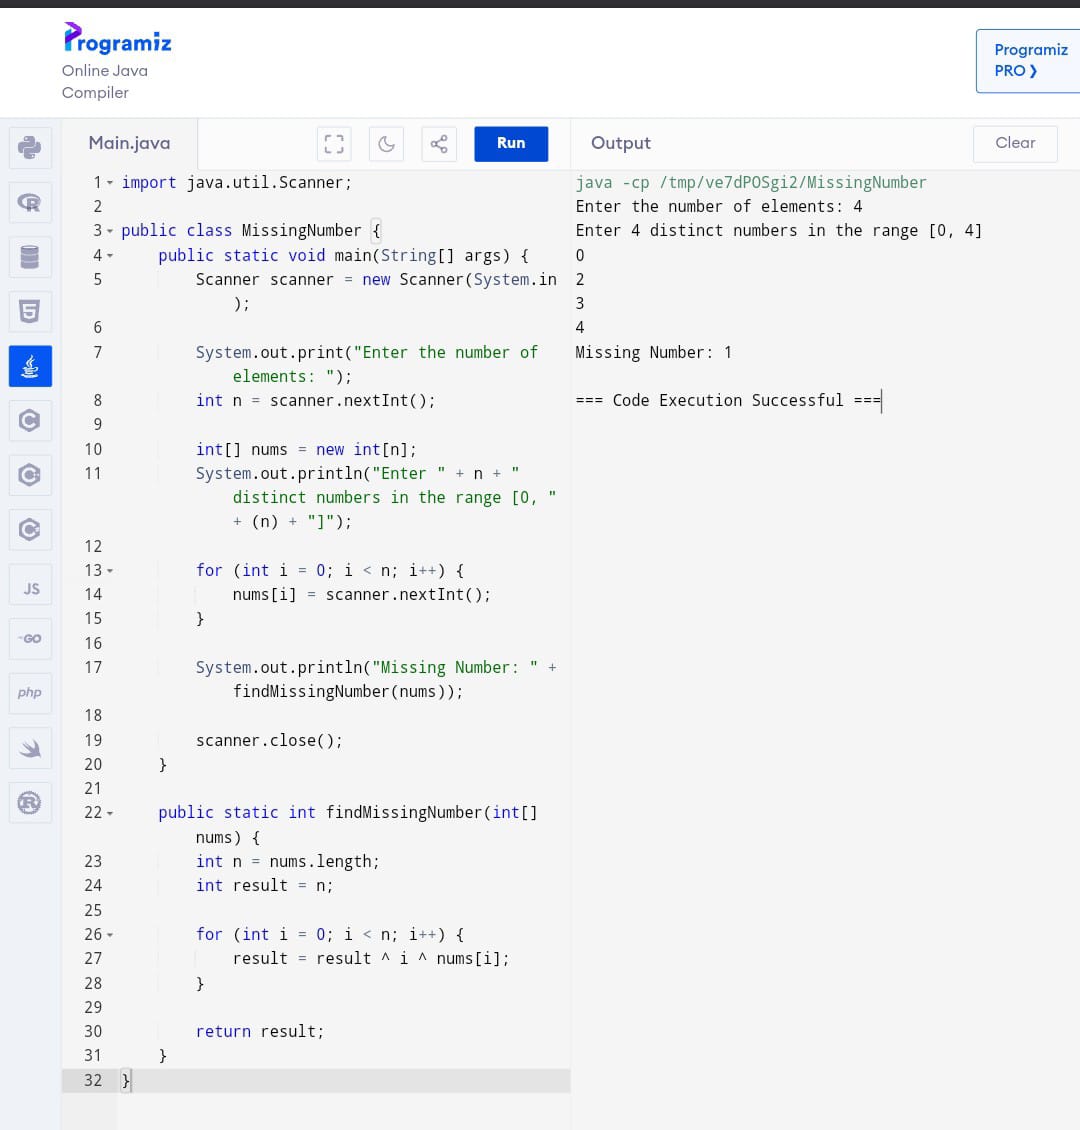 Programiz
Online Java
Compiler
Programiz
PRO ❯
Main.java
Run
Output
Clear
JS
GO
php
1 import java.util.Scanner;
2
3 public class MissingNumber {
4     public static void main(String[] args) {
5         Scanner scanner = new Scanner(System.in
            );
6
7         System.out.print("Enter the number of
            elements: ");
8         int n = scanner.nextInt();
9
10         int[] nums = new int[n];
11         System.out.println("Enter " + n + "
            distinct numbers in the range [0, "
            + (n) + "]");
12
13         for (int i = 0; i < n; i++) {
14             nums[i] = scanner.nextInt();
15         }
16
17         System.out.println("Missing Number: " +
            findMissingNumber(nums));
18
19         scanner.close();
20     }
21
22     public static int findMissingNumber(int[]
        nums) {
23         int n = nums.length;
24         int result = n;
25
26         for (int i = 0; i < n; i++) {
27             result = result ^ i ^ nums[i];
28         }
29
30         return result;
31     }
32 }
java -cp /tmp/ve7dPOSgi2/MissingNumber
Enter the number of elements: 4
Enter 4 distinct numbers in the range [0, 4]
0
2
3
4
Missing Number: 1
=== Code Execution Successful ===